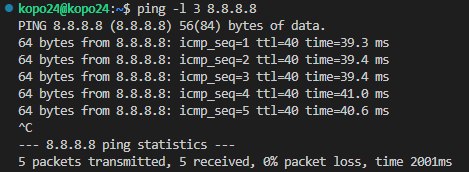 kopo24@kopo24:~$ ping -l 3 8.8.8.8
PING 8.8.8.8 (8.8.8.8) 56(84) bytes of data.
64 bytes from 8.8.8.8: icmp_seq=1 ttl=40 time=39.3 ms
64 bytes from 8.8.8.8: icmp_seq=2 ttl=40 time=39.4 ms
64 bytes from 8.8.8.8: icmp_seq=3 ttl=40 time=39.4 ms
64 bytes from 8.8.8.8: icmp_seq=4 ttl=40 time=41.0 ms
64 bytes from 8.8.8.8: icmp_seq=5 ttl=40 time=40.6 ms
^C
--- 8.8.8.8 ping statistics ---
5 packets transmitted, 5 received, 0% packet loss, time 2001ms